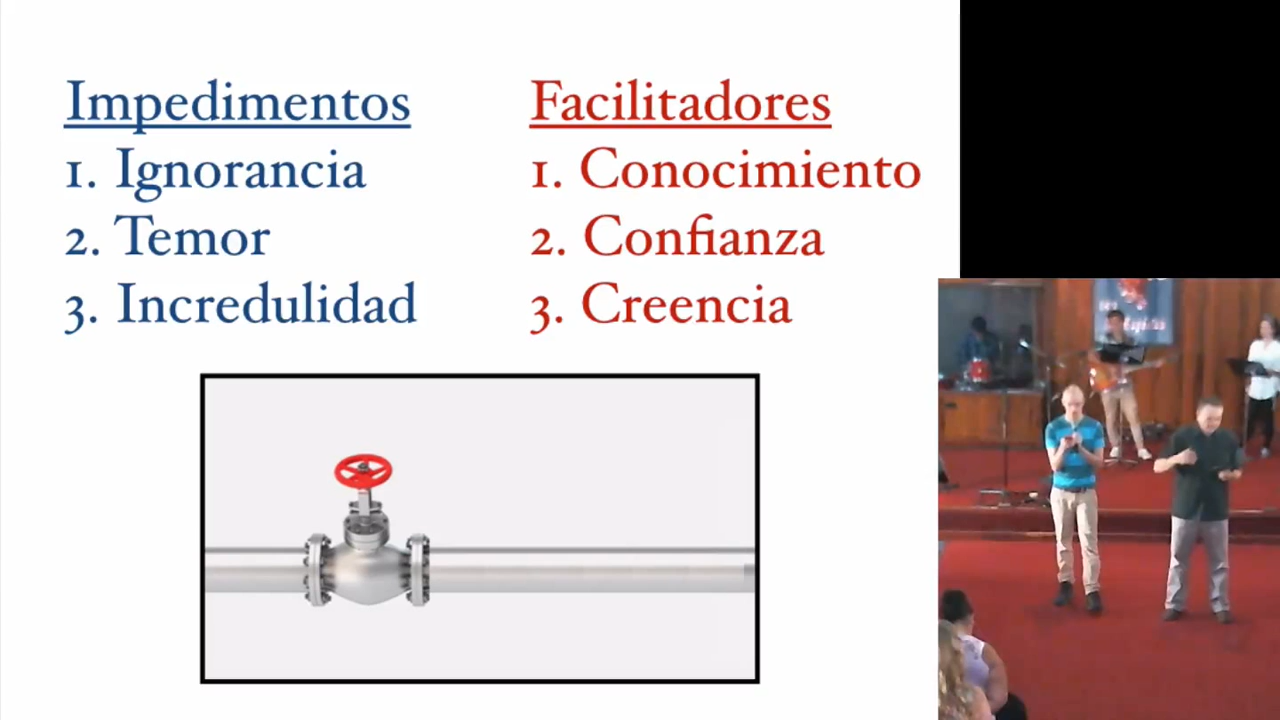 Impedimentos
1. Ignorancia
2. Temor
3. Incredulidad
Facilitadores
1. Conocimiento
2. Confianza
3. Creencia